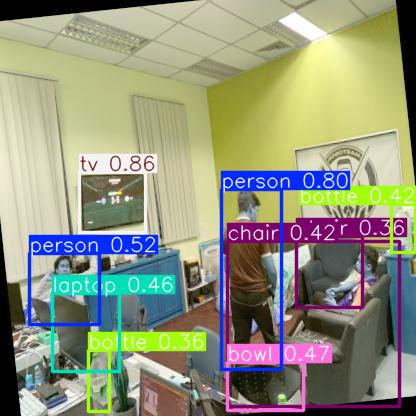 tv 0.86
person 0.80
bottle 0.42
chair 0.42
r 0.36
person 0.52
laptop 0.46
bottle 0.36
bowl 0.47